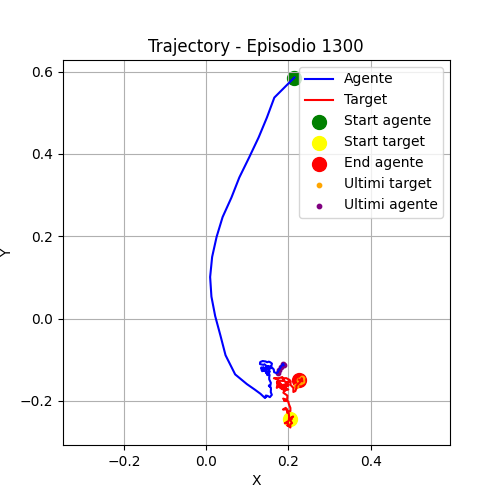 Trajectory - Episodio 1300
Agente
Target
Start agente
Start target
End agente
Ultimi target
Ultimi agente
Y
0.6
0.4
0.2
0.0
−0.2
−0.2
0.0
0.2
0.4
X